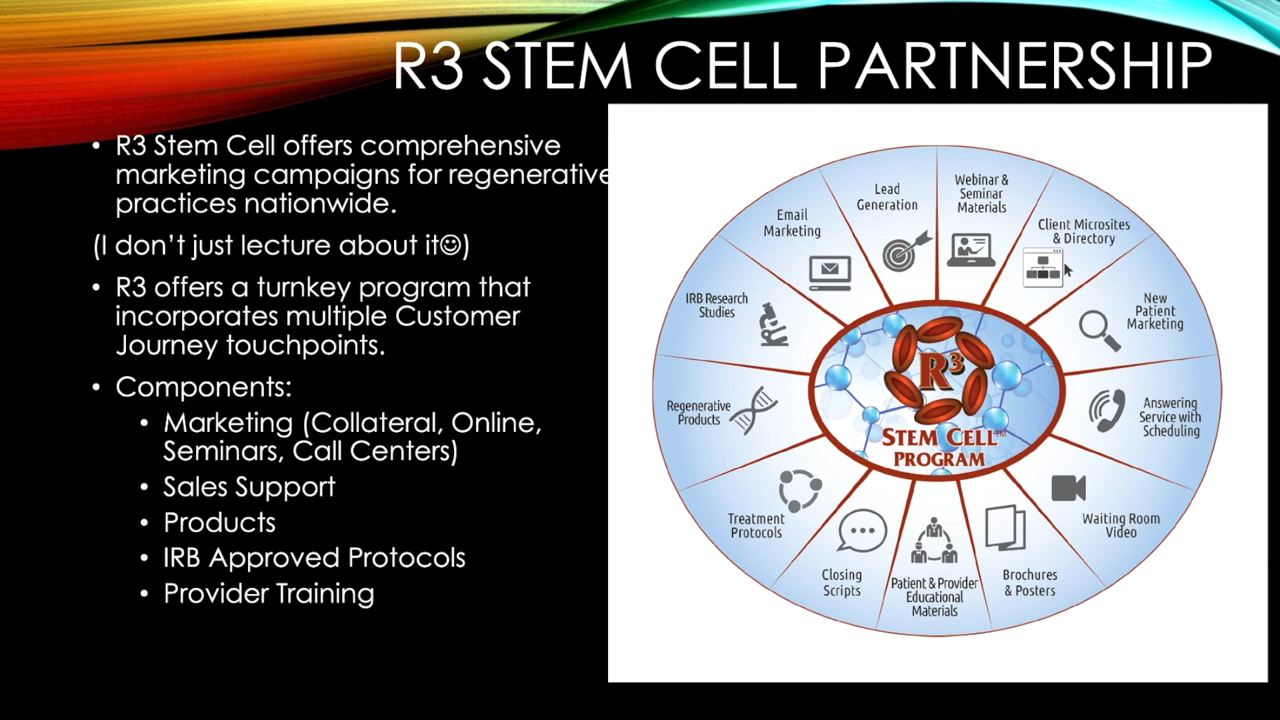 R3 STEM CELL PARTNERSHIP
• R3 Stem Cell offers comprehensive
marketing campaigns for regenerative
practices nationwide.
(I don't just lecture about it☺)
• R3 offers a turnkey program that
incorporates multiple Customer
Journey touchpoints.
• Components:
• Marketing (Collateral, Online,
Seminars, Call Centers)
• Sales Support
• Products
• IRB Approved Protocols
• Provider Training
Lead
Generation
Webinar &
Seminar
Materials
Client Microsites
& Directory
New
Patient
Marketing
Answering
Service with
Scheduling
Waiting Room
Video
Brochures
& Posters
Patient & Provider
Educational
Materials
Closing
Scripts
Treatment
Protocols
Regenerative
Products
IRB Research
Studies
Email
Marketing
R³
STEM CELL™
PROGRAM